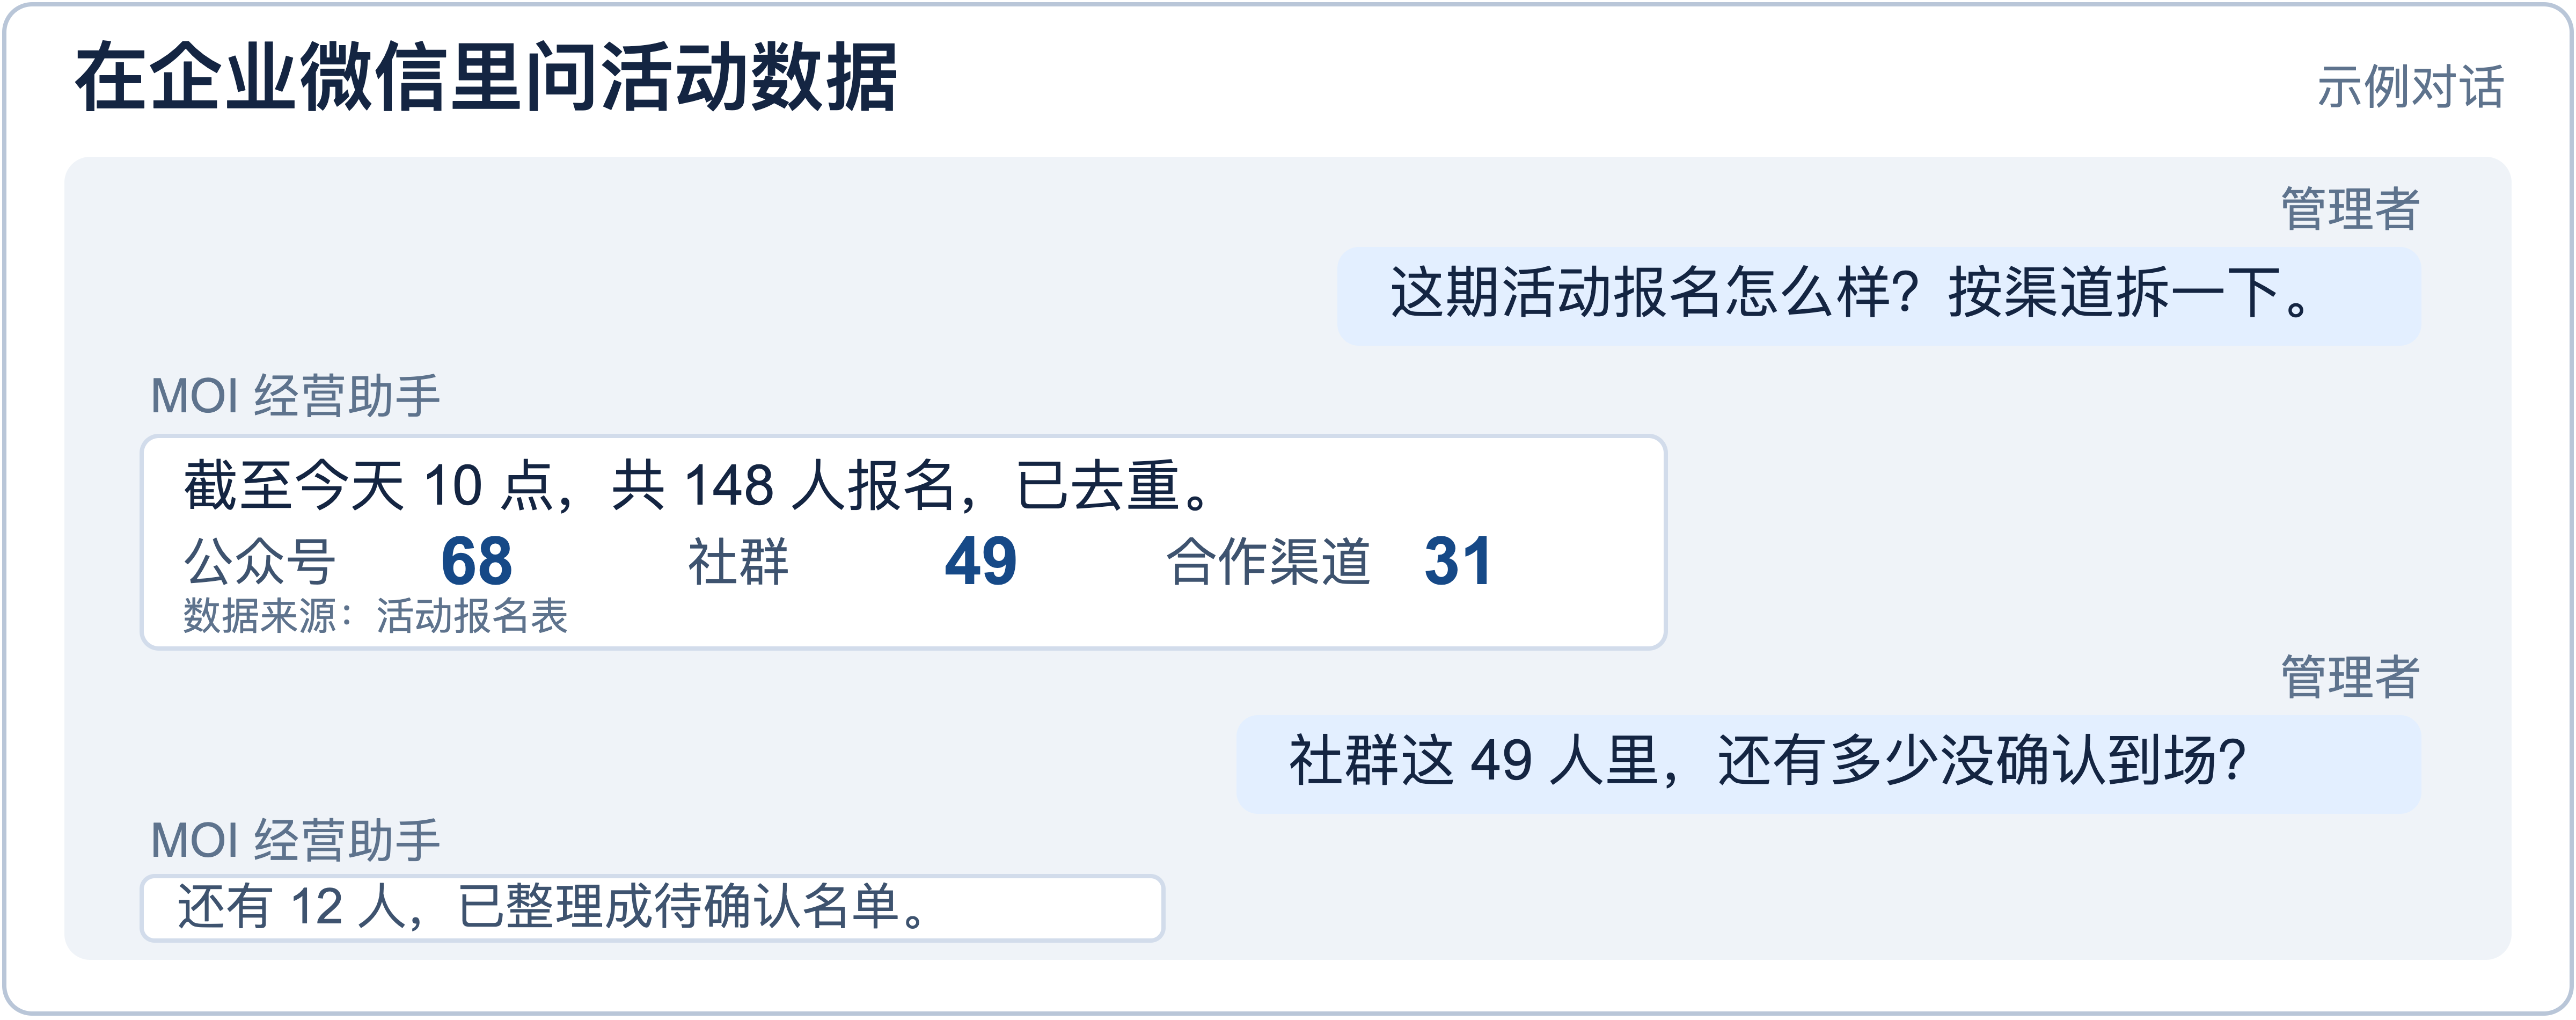 在企业微信里问活动数据
示例对话
管理者
这期活动报名怎么样？按渠道拆一下。
MOI 经营助手
截至今天 10 点，共 148 人报名，已去重。
公众号 68 社群 49 合作渠道 31
数据来源：活动报名表
管理者
社群这 49 人里，还有多少没确认到场？
MOI 经营助手
还有 12 人，已整理成待确认名单。